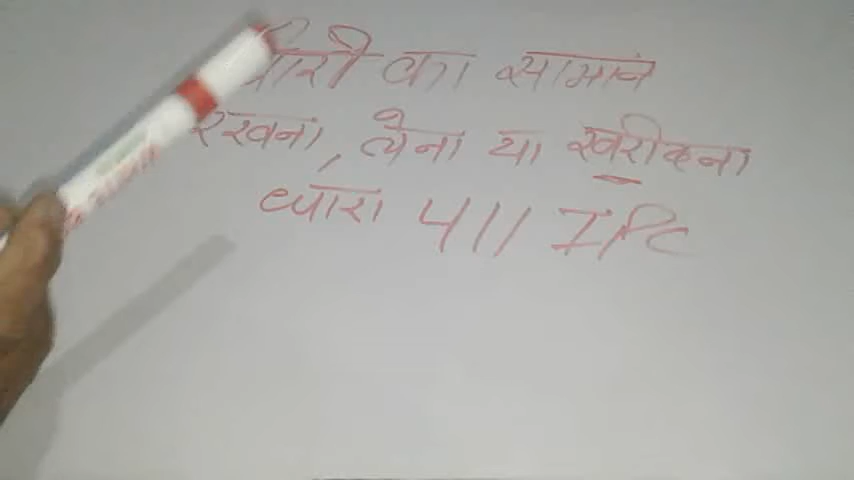 चोरी का सामान
रखना, लेना या खरीदना
धारा 411 IPC